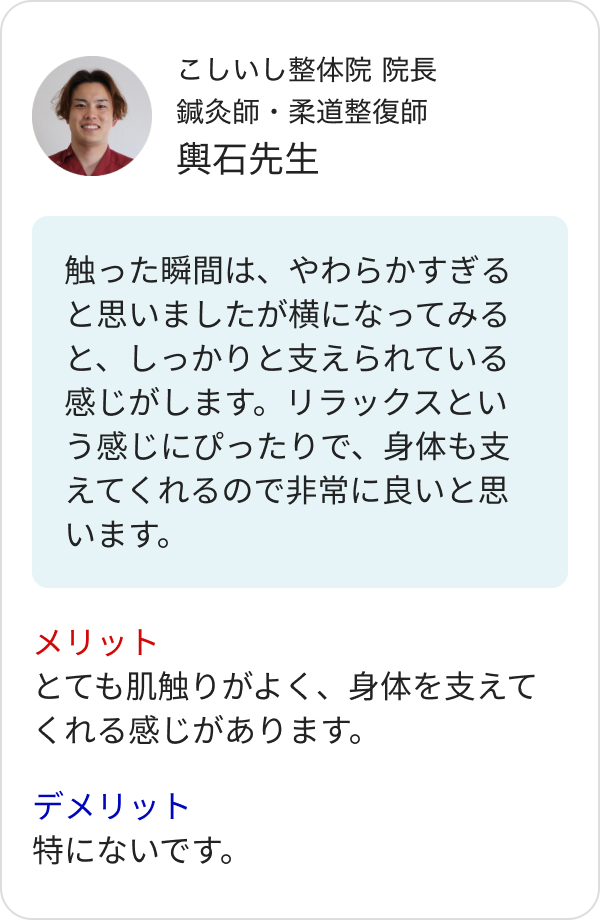 こしいし整体院 院長
鍼灸師・柔道整復師
輿石先生
触った瞬間は、やわらかすぎる
と思いましたが横になってみる
と、しっかりと支えられている
感じがします。リラックスとい
う感じにぴったりで、身体も支
えてくれるので非常に良いと思
います。
メリット
とても肌触りがよく、身体を支えて
くれる感じがあります。
デメリット
特にないです。